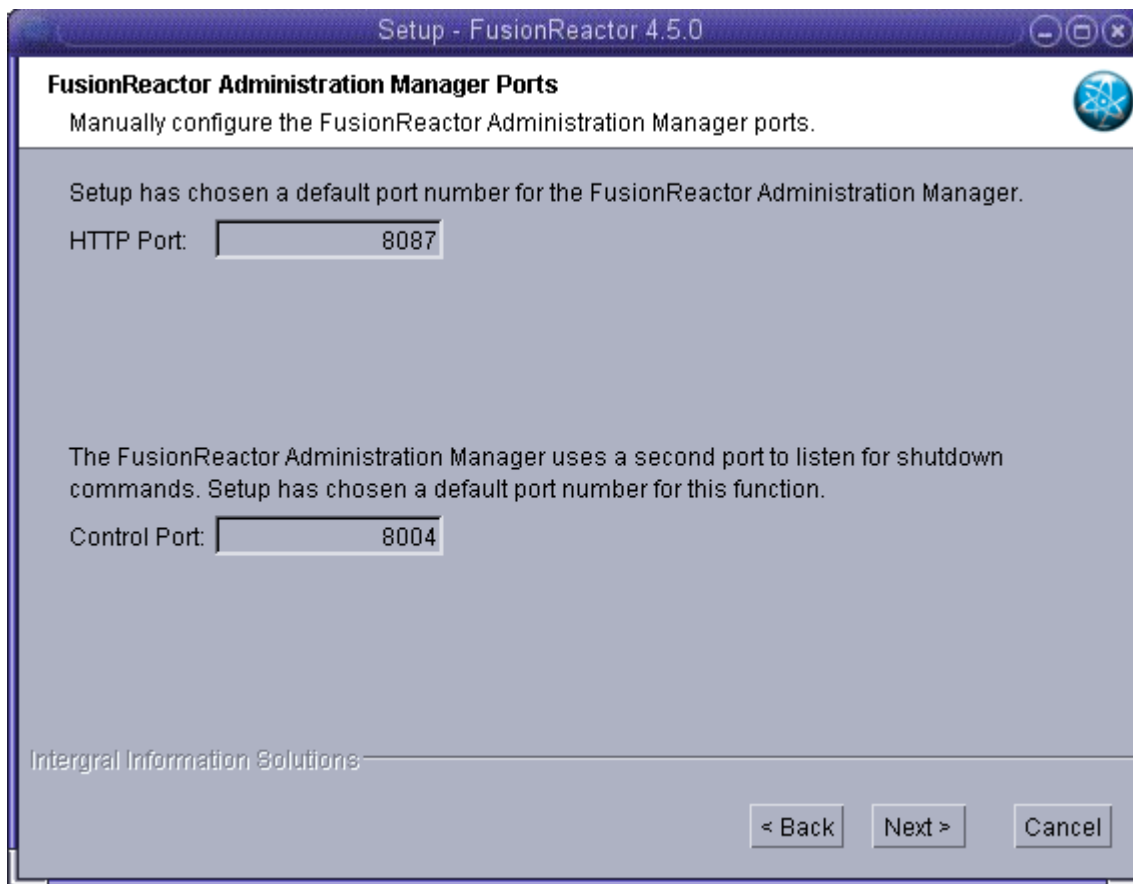 Setup - FusionReactor 4.5.0
FusionReactor Administration Manager Ports
Manually configure the FusionReactor Administration Manager ports.
Setup has chosen a default port number for the FusionReactor Administration Manager.
HTTP Port: 8087
The FusionReactor Administration Manager uses a second port to listen for shutdown
commands. Setup has chosen a default port number for this function.
Control Port: 8004
Intergral Information Solutions
< Back Next > Cancel